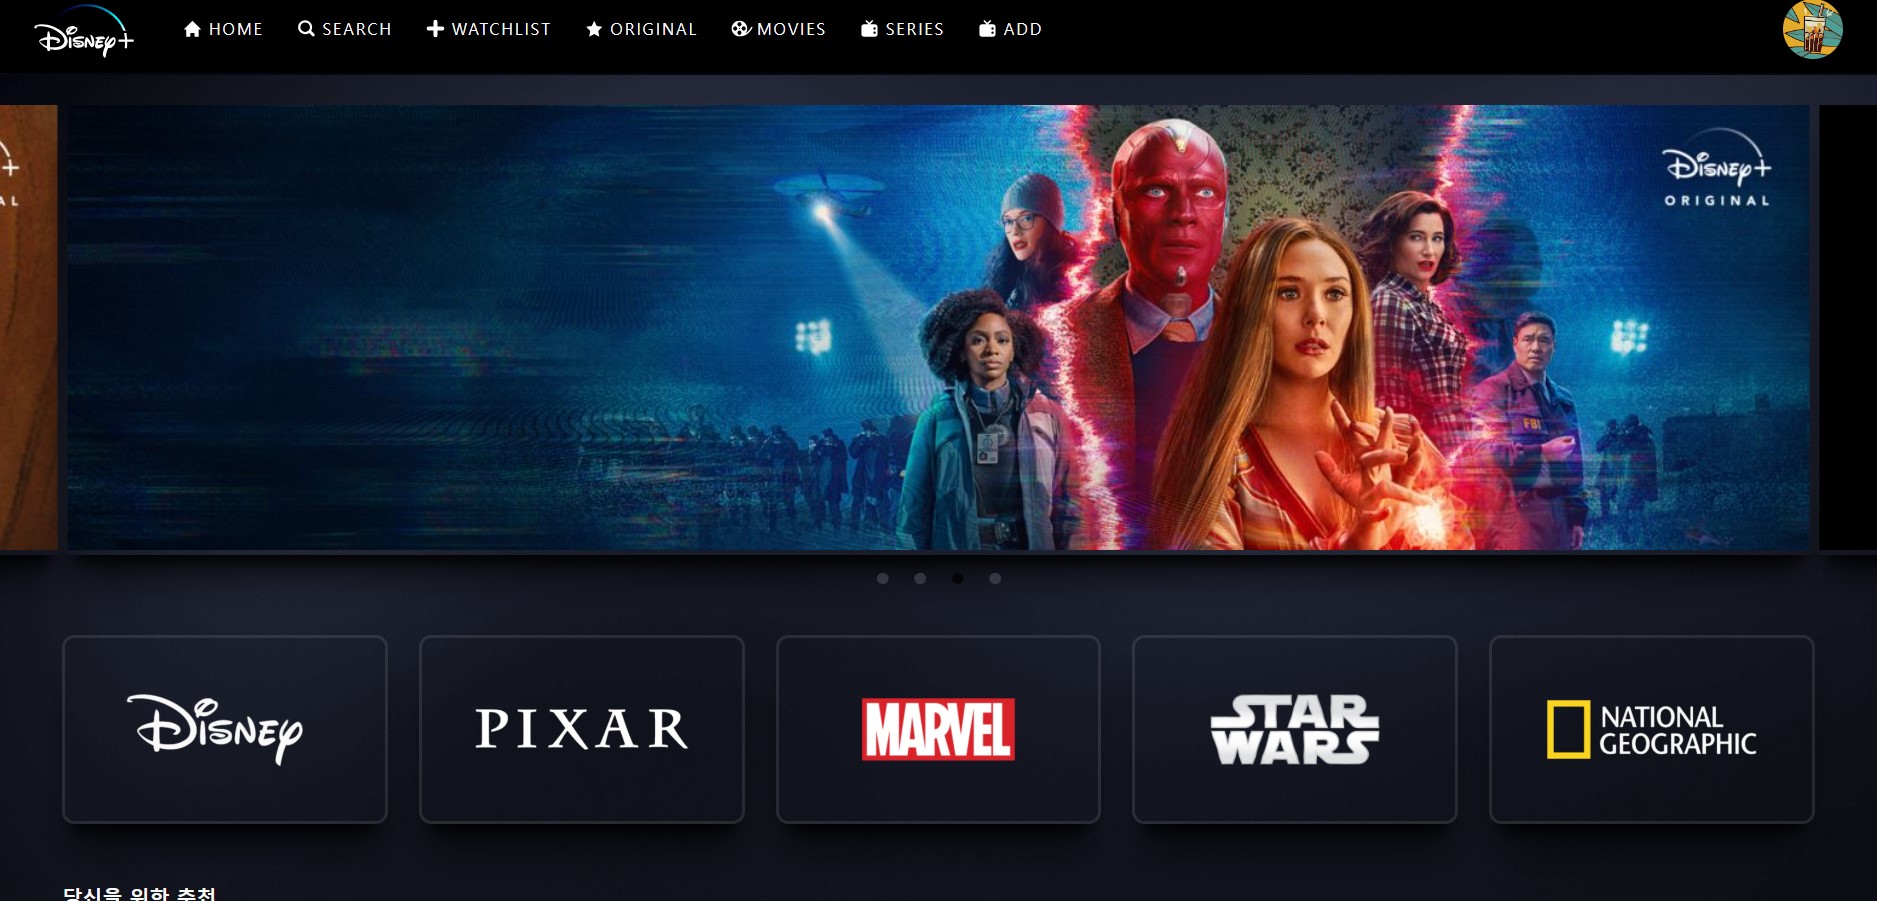 Disney+
HOME
SEARCH
WATCHLIST
ORIGINAL
MOVIES
SERIES
ADD
+
AL
Disney+
ORIGINAL
FBI
Disney
PIXAR
MARVEL
STAR
WARS
NATIONAL
GEOGRAPHIC
당신을 위한 추천